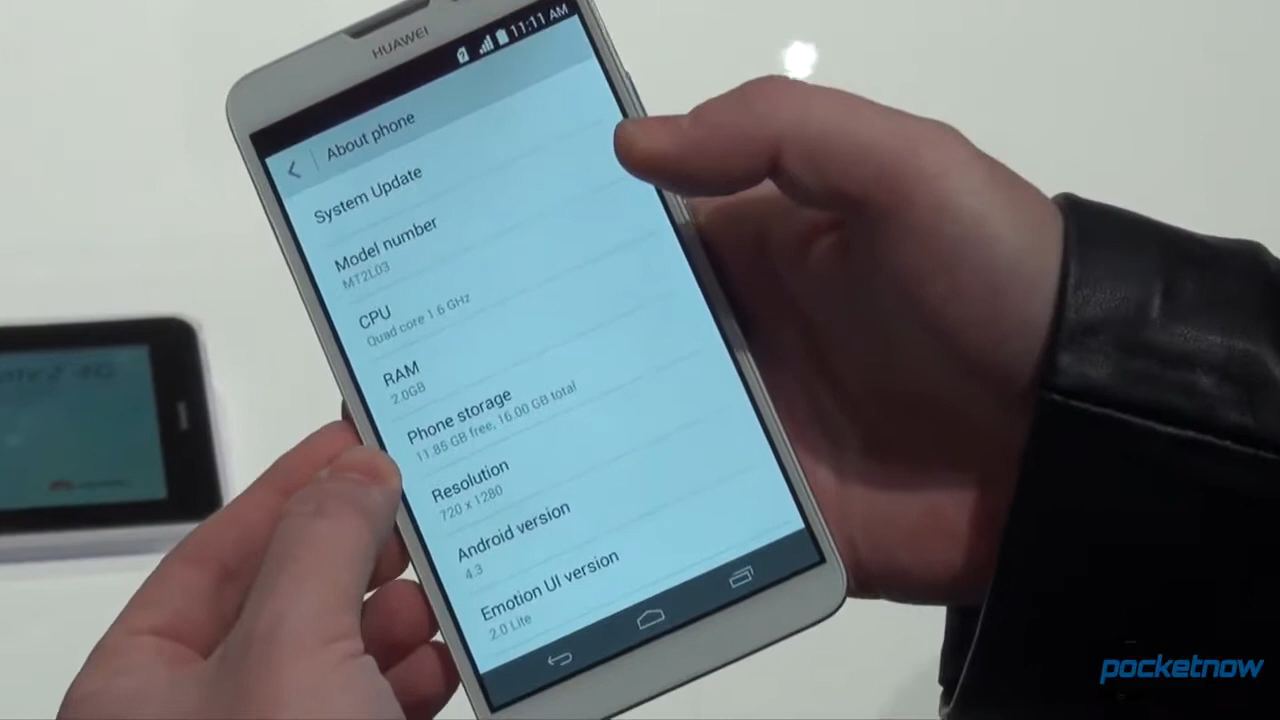 HUAWEI
11:11 AM
About phone
System Update
Model number
MT2L03
CPU
Quad core 1.6 GHz
RAM
2.0GB
Phone storage
11.85 GB free, 16.00 GB total
Resolution
720 x 1280
Android version
4.3
Emotion UI version
2.0 Lite
pocketnow